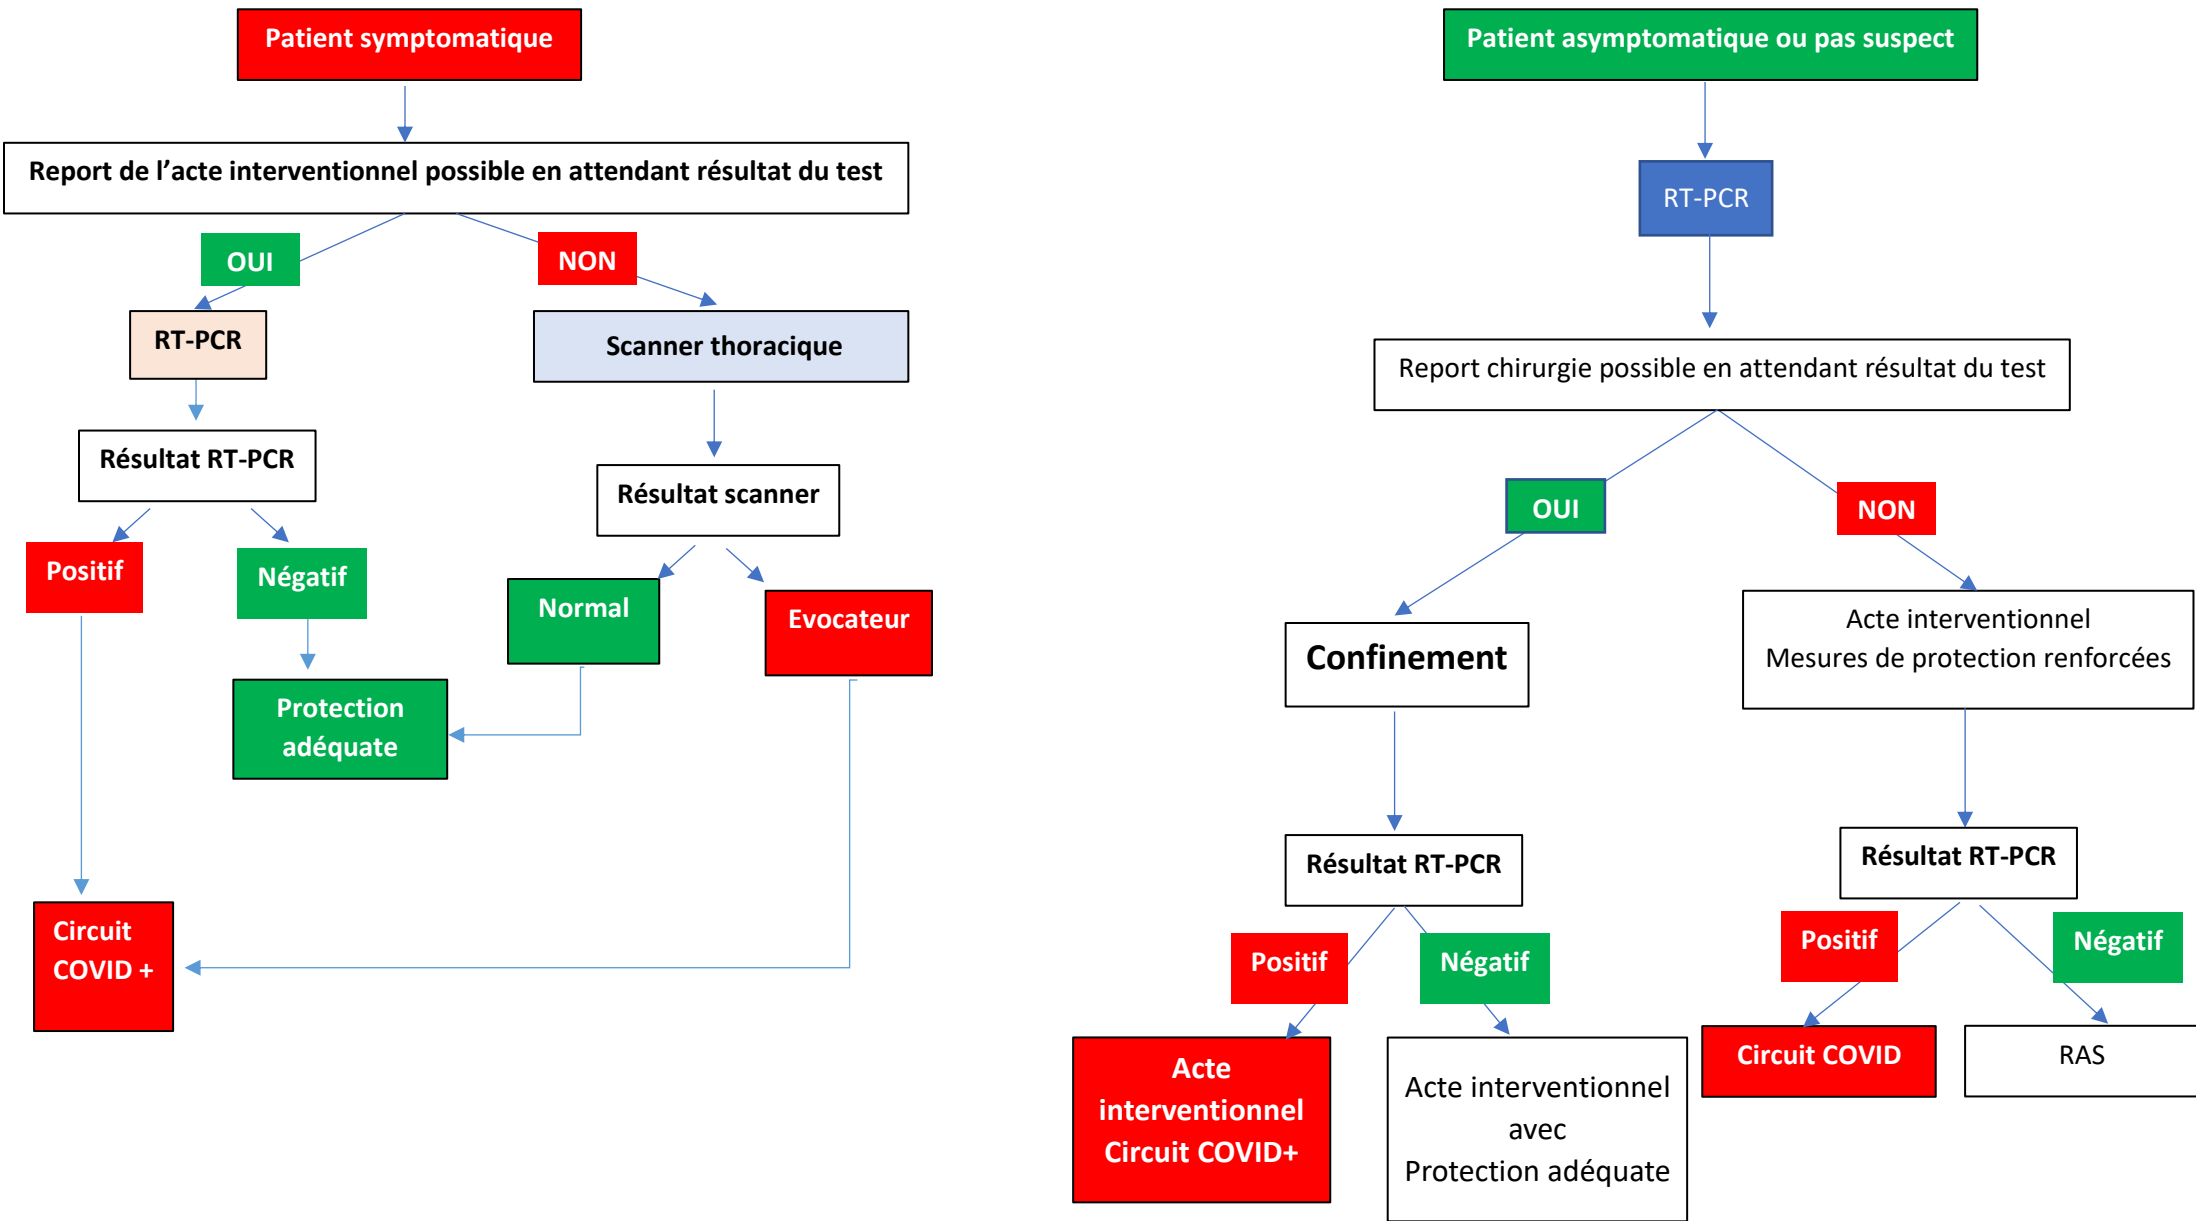 Patient symptomatique
Report de l’acte interventionnel possible en attendant résultat du test
OUI
NON
RT-PCR
Scanner thoracique
Résultat RT-PCR
Résultat scanner
Positif
Négatif
Normal
Evocateur
Protection
adéquate
Circuit
COVID +
Patient asymptomatique ou pas suspect
RT-PCR
Report chirurgie possible en attendant résultat du test
OUI
NON
Confinement
Acte interventionnel
Mesures de protection renforcées
Résultat RT-PCR
Résultat RT-PCR
Positif
Négatif
Positif
Négatif
Acte
interventionnel
Circuit COVID+
Acte interventionnel
avec
Protection adéquate
Circuit COVID
RAS